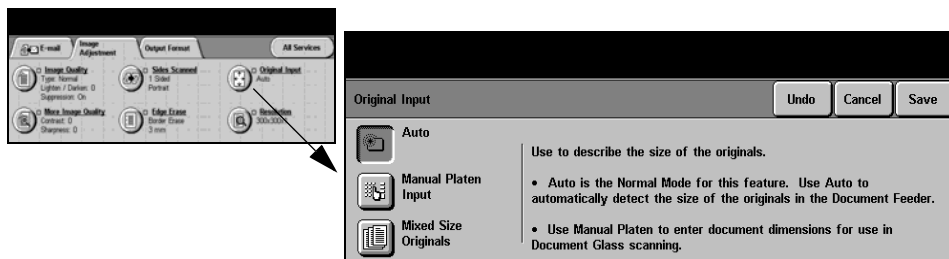 E-mail
Image Adjustment
Output Format
All Services
Image Quality
Type: Normal
Lighten / Darken: 0
Suppression: On
Sides Scanned
1 Sided
Portrait
Original Input
Auto
More Image Quality
Contrast: 0
Sharpness: 0
Edge Erase
Border Erase
3 mm
Resolution
300x300
Original Input
Undo
Cancel
Save
Auto
Manual Platen
Input
Mixed Size
Originals
Use to describe the size of the originals.
• Auto is the Normal Mode for this feature. Use Auto to
automatically detect the size of the originals in the Document Feeder.
• Use Manual Platen to enter document dimensions for use in
Document Glass scanning.